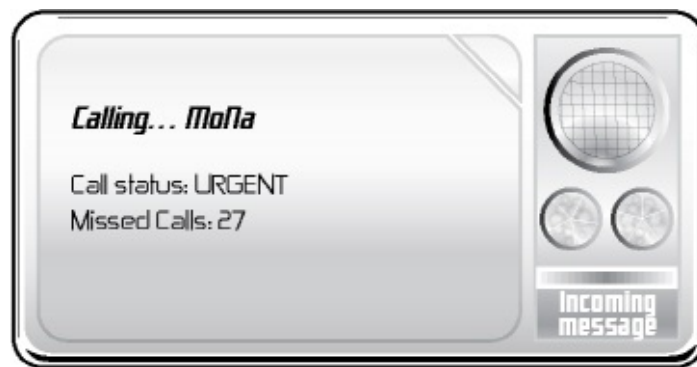 Calling... MoNa
Call status: URGENT
Missed Calls: 27
Incoming
message